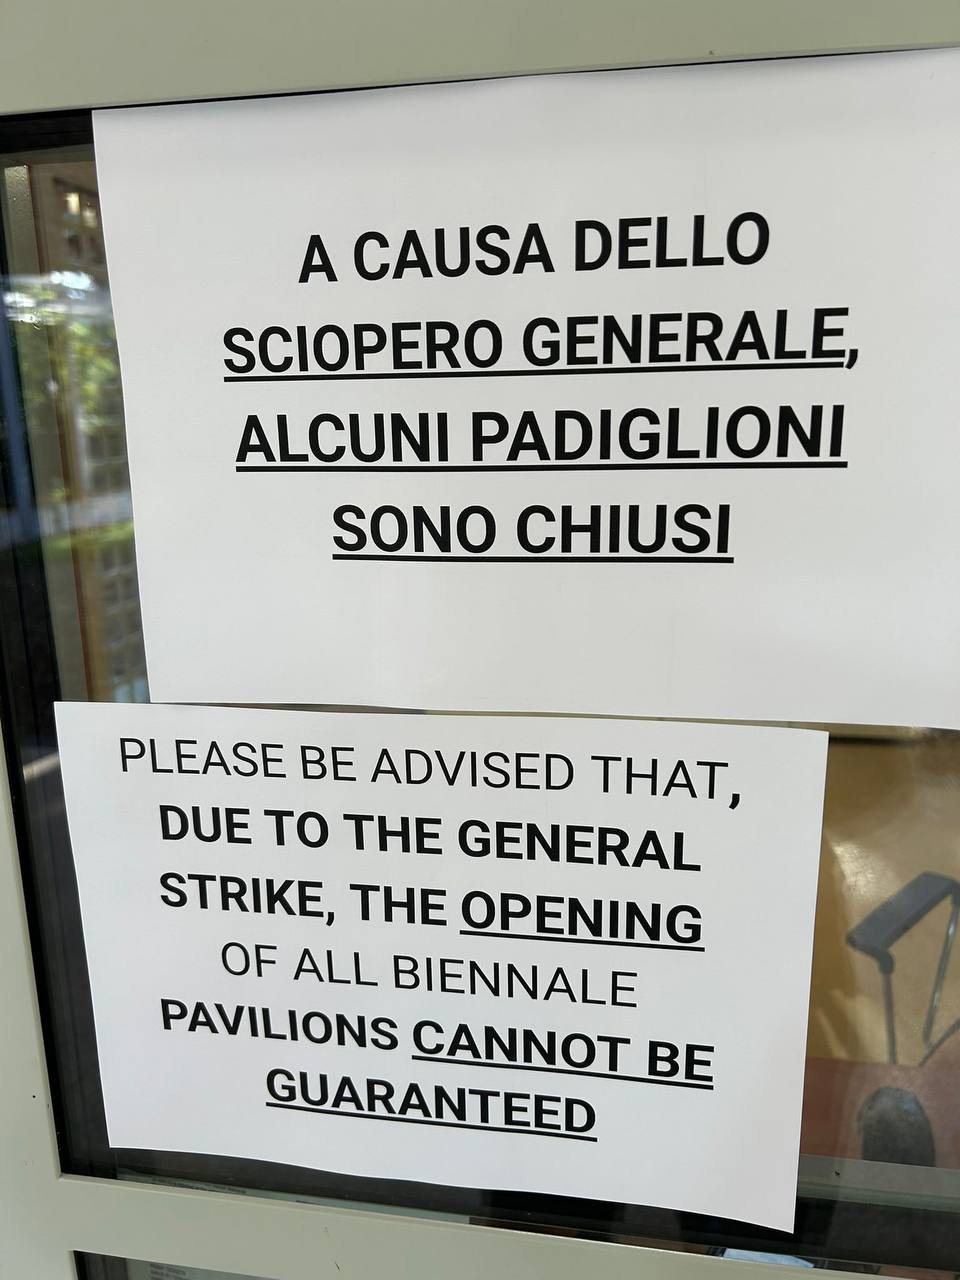 A CAUSA DELLO
SCIOPERO GENERALE,
ALCUNI PADIGLIONI
SONO CHIUSI
PLEASE BE ADVISED THAT,
DUE TO THE GENERAL
STRIKE, THE OPENING
OF ALL BIENNALE
PAVILIONS CANNOT BE
GUARANTEED